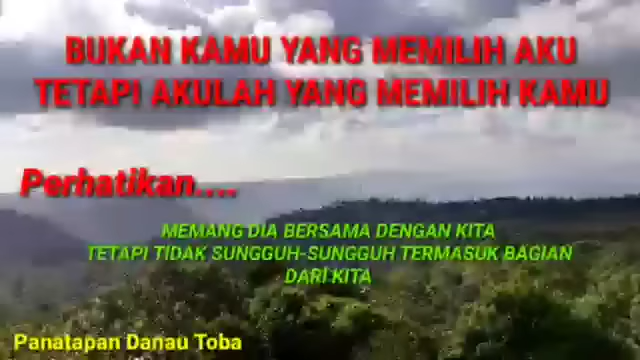 BUKAN KAMU YANG MEMILIH AKU
TETAPI AKULAH YANG MEMILIH KAMU
Perhatikan....
MEMANG DIA BERSAMA DENGAN KITA
TETAPI TIDAK SUNGGUH-SUNGGUH TERMASUK BAGIAN
DARI KITA
Panatapan Danau Toba